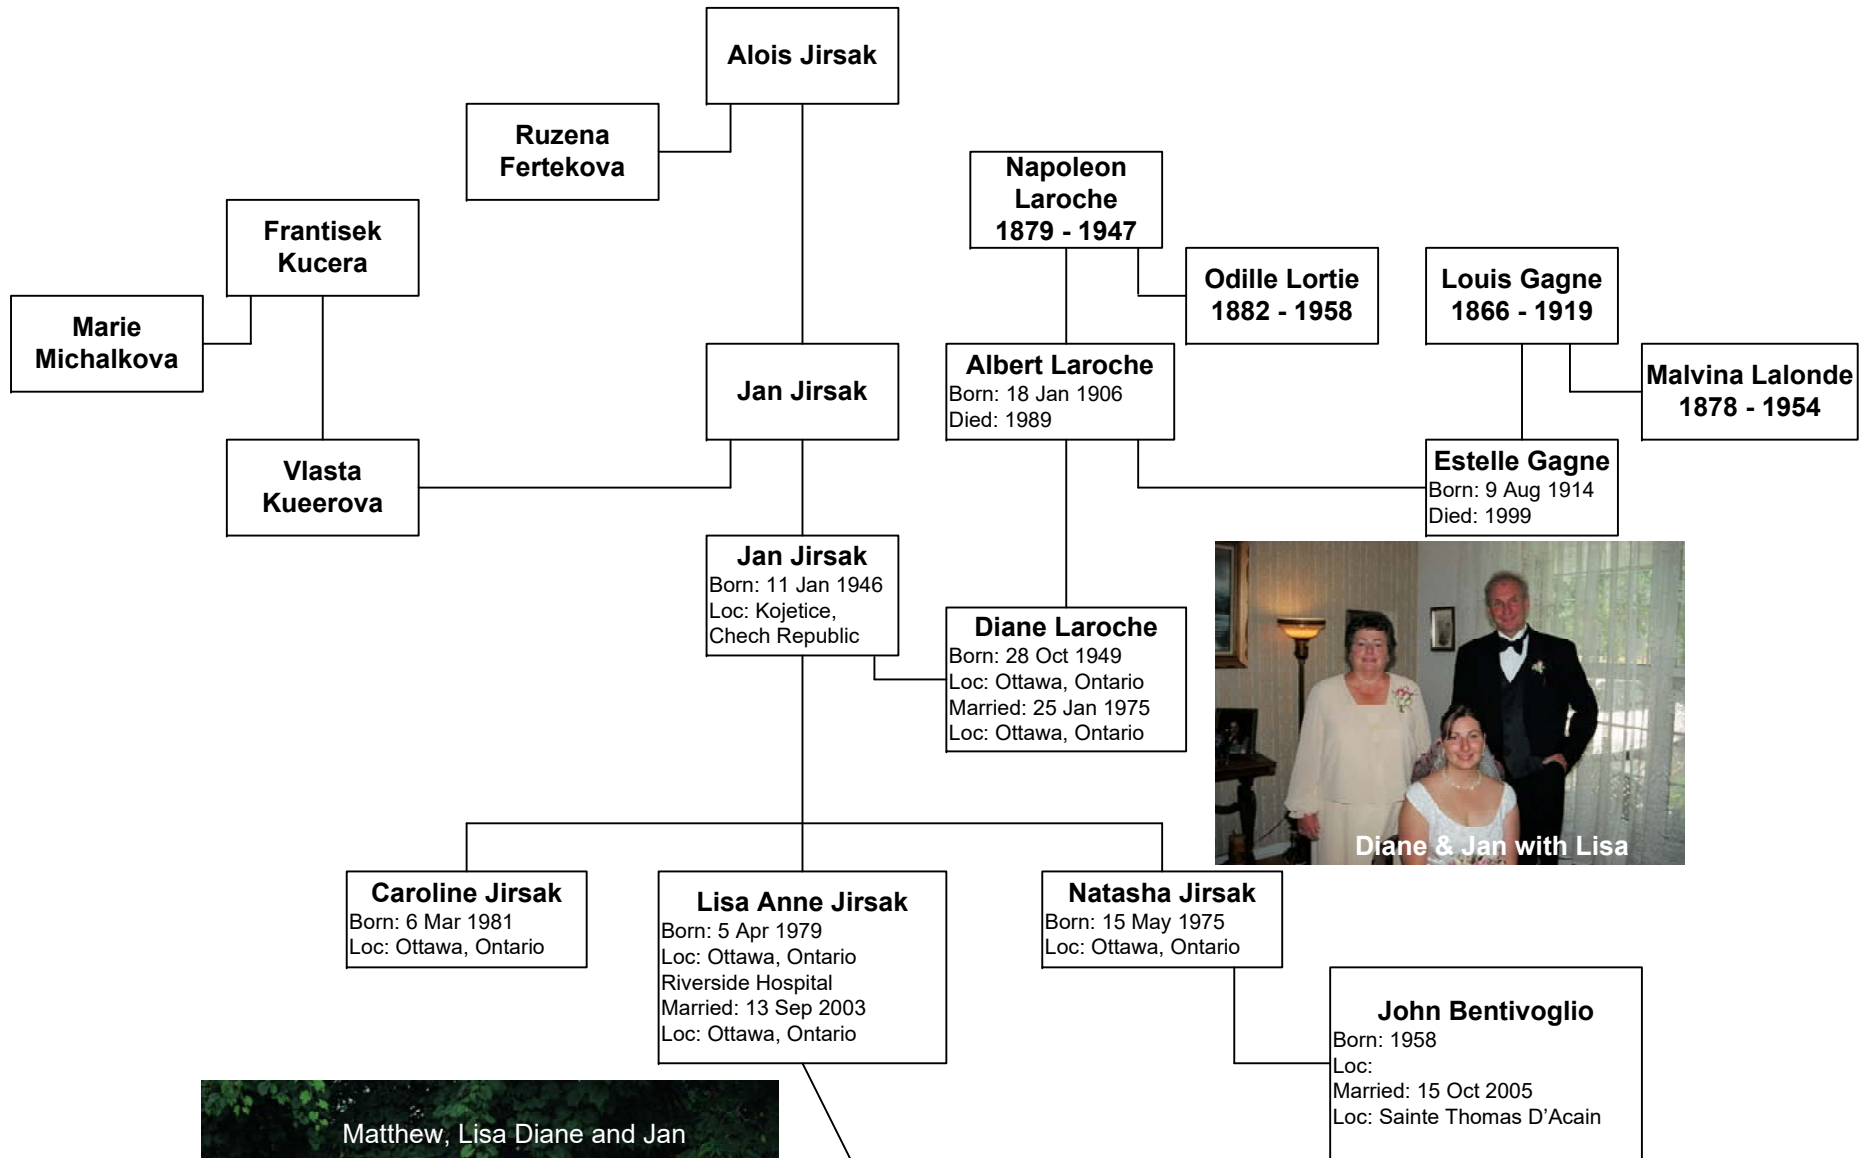 Alois Jirsak
Ruzena
Fertekova
Napoleon
Laroche
1879 - 1947
Frantisek
Kucera
Odille Lortie
1882 - 1958
Louis Gagne
1866 - 1919
Marie
Michalkova
Jan Jirsak
Albert Laroche
Born: 18 Jan 1906
Died: 1989
Malvina Lalonde
1878 - 1954
Vlasta
Kueerova
Estelle Gagne
Born: 9 Aug 1914
Died: 1999
Jan Jirsak
Born: 11 Jan 1946
Loc: Kojetice,
Chech Republic
Diane Laroche
Born: 28 Oct 1949
Loc: Ottawa, Ontario
Married: 25 Jan 1975
Loc: Ottawa, Ontario
Diane & Jan with Lisa
Caroline Jirsak
Born: 6 Mar 1981
Loc: Ottawa, Ontario
Lisa Anne Jirsak
Born: 5 Apr 1979
Loc: Ottawa, Ontario
Riverside Hospital
Married: 13 Sep 2003
Loc: Ottawa, Ontario
Natasha Jirsak
Born: 15 May 1975
Loc: Ottawa, Ontario
John Bentivoglio
Born: 1958
Loc:
Married: 15 Oct 2005
Loc: Sainte Thomas D’Acain
Matthew, Lisa Diane and Jan